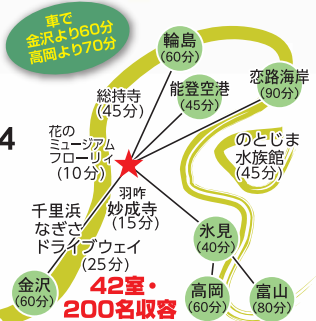 車で
金沢より60分
高岡より70分
輪島
(60分)
能登空港
(45分)
恋路海岸
(90分)
総持寺
(45分)
4
花の
ミュージアム
フローリィ
(10分)
のとじま
水族館
(45分)
羽咋
妙成寺
(15分)
千里浜
なぎさ
ドライブウェイ
(25分)
氷見
(40分)
金沢
(60分)
42室・
200名収容
高岡
(60分)
富山
(80分)